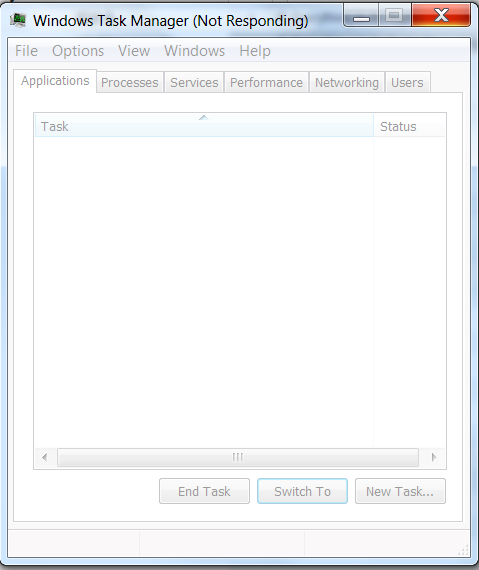 Windows Task Manager (Not Responding)
File Options View Windows Help
Applications Processes Services Performance Networking Users
Task Status
End Task Switch To New Task...